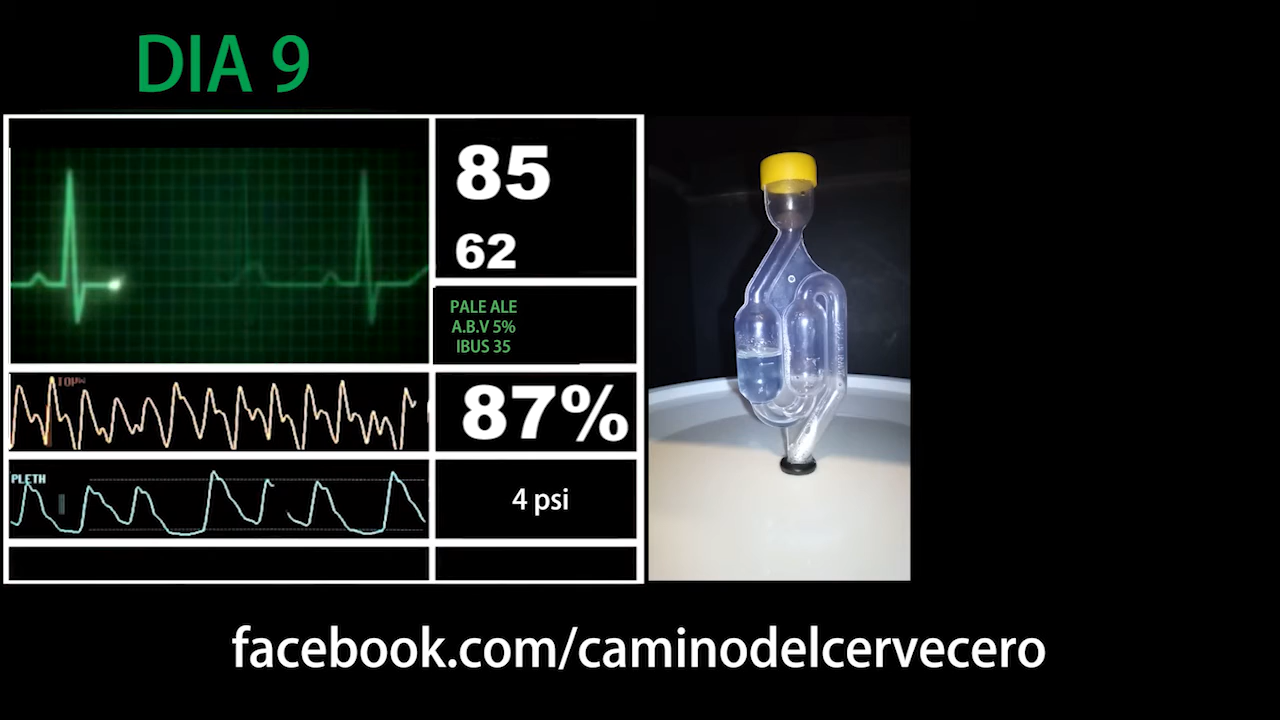 DIA 9
85
62
PALE ALE
A.B.V 5%
IBUS 35
87%
PLETH
4 psi
facebook.com/caminodelcervecero